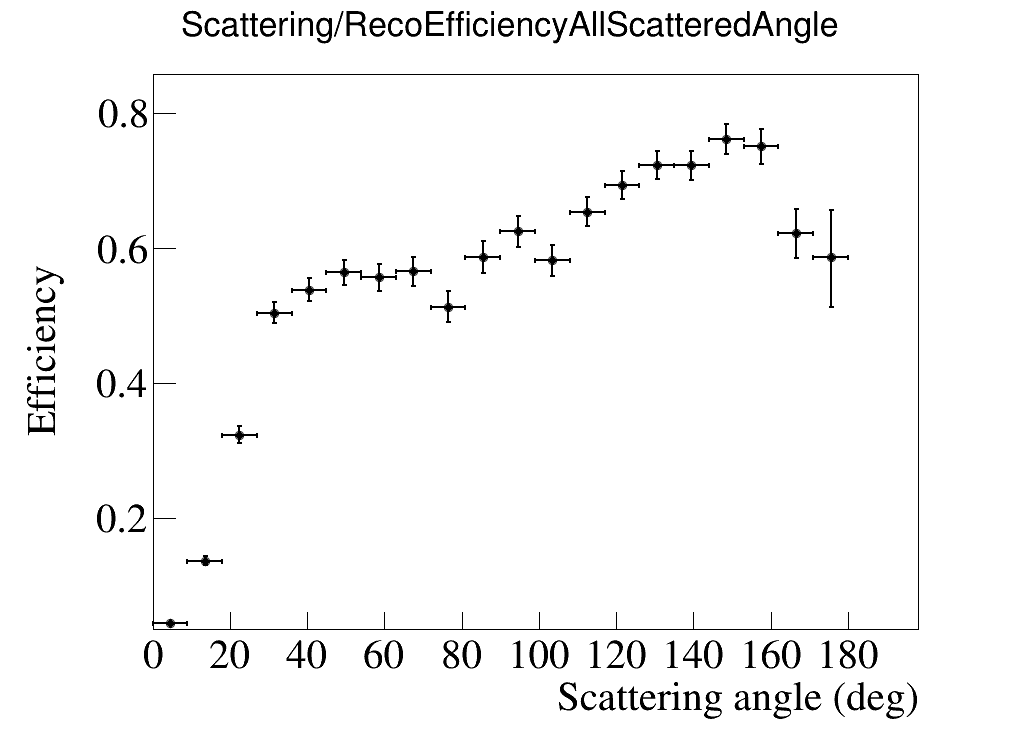 Scattering/RecoEfficiencyAllScatteredAngle
0.8
0.6
0.4
0.2
Efficiency
0 20 40 60 80 100 120 140 160 180
Scattering angle (deg)